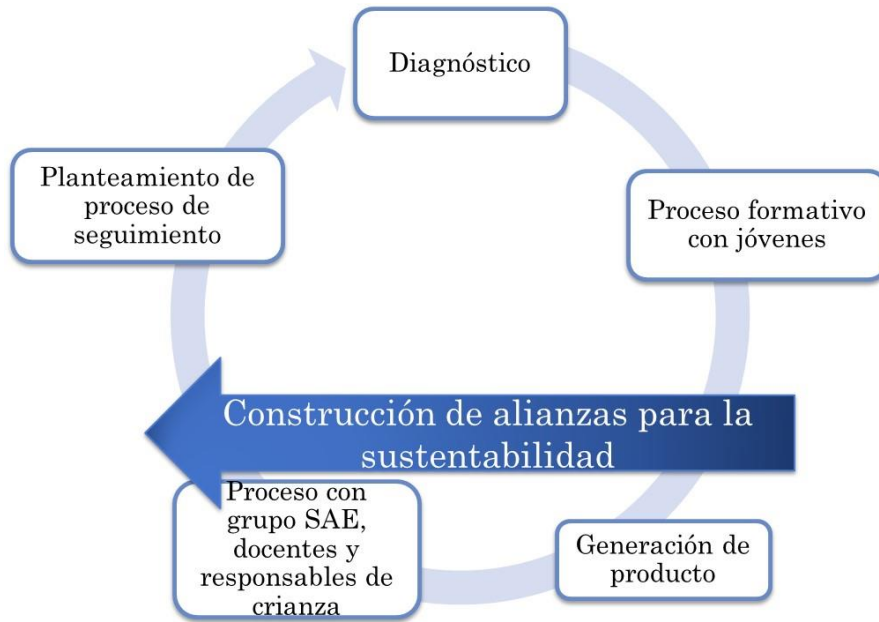 Diagnóstico
Proceso formativo
con jóvenes
Generación de
producto
Proceso con
grupo SAE,
docentes y
responsables de
crianza
Planteamiento de
proceso de
seguimiento
Construcción de alianzas para la
sustentabilidad